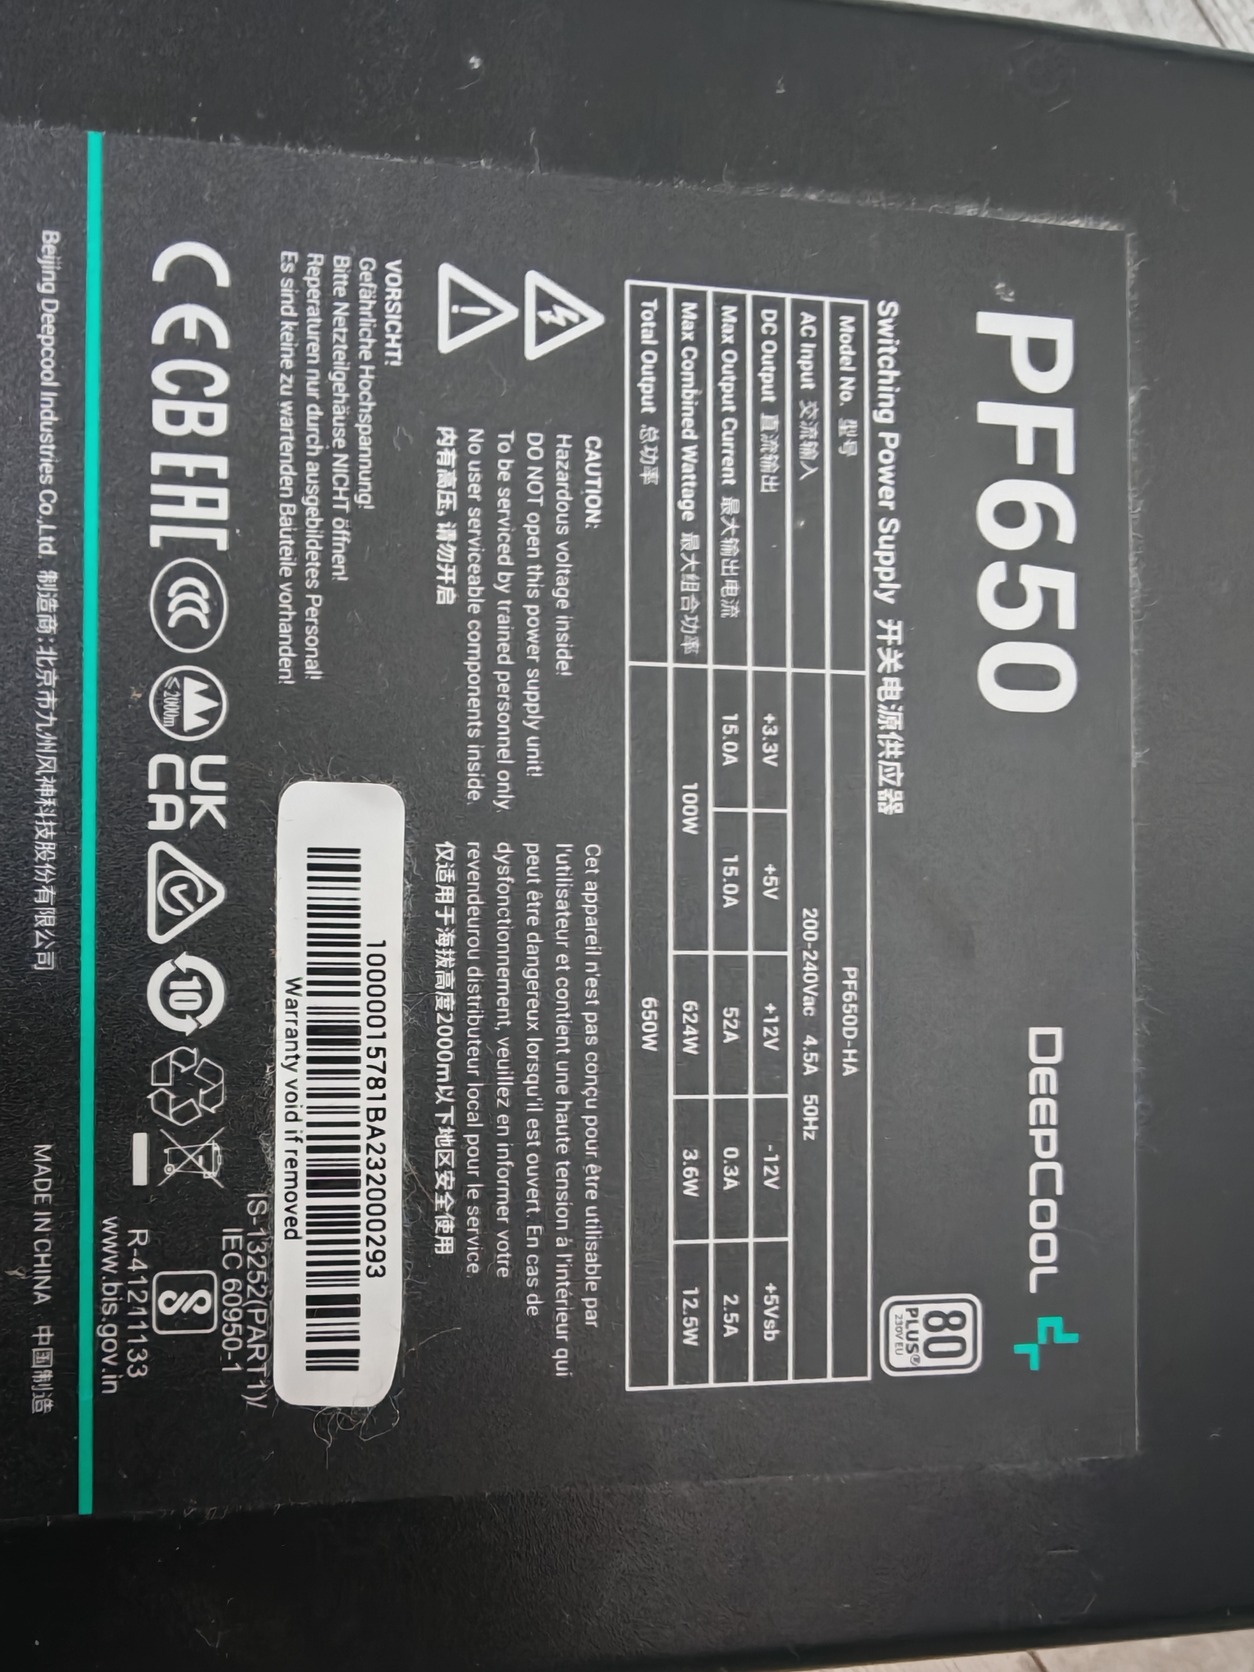 PF650
DEEPCOOL
Switching Power Supply 开关电源供应器
80
PLUS®
230V EU
Model No. 型号 PF650D-HA
AC Input 交流输入 200-240Vac 4.5A 50Hz
DC Output 直流输出 +3.3V +5V +12V -12V +5Vsb
Max Output Current 最大输出电流 15.0A 15.0A 52A 0.3A 2.5A
Max Combined Wattage 最大组合功率 100W 624W 3.6W 12.5W
Total Output 总功率 650W
CAUTION:
Hazardous voltage inside!
DO NOT open this power supply unit!
To be serviced by trained personnel only.
No user serviceable components inside.
内有高压, 请勿开启
Cet appareil n'est pas conçu pour être utilisable par
l'utilisateur et contient une haute tension à l'intérieur qui
peut être dangereux lorsqu'il est ouvert. En cas de
dysfonctionnement, veuillez en informer votre
revendeurou distributeur local pour le service.
仅适用于海拔高度2000m以下地区安全使用
VORSICHT!
Gefährliche Hochspannung!
Bitte Netzteilgehäuse NICHT öffnen!
Reperaturen nur durch ausgebildetes Personal!
Es sind keine zu wartenden Bauteile vorhanden!
10000015781BA2320000293
Warranty void if removed
CE CB EAC CCC ≤2000m UK CA 10
IS-13252(PART1)/
IEC 60950-1
R-41211133
www.bis.gov.in
Beijing Deepcool Industries Co.,Ltd. 制造商:北京市九州风神科技股份有限公司 MADE IN CHINA 中国制造